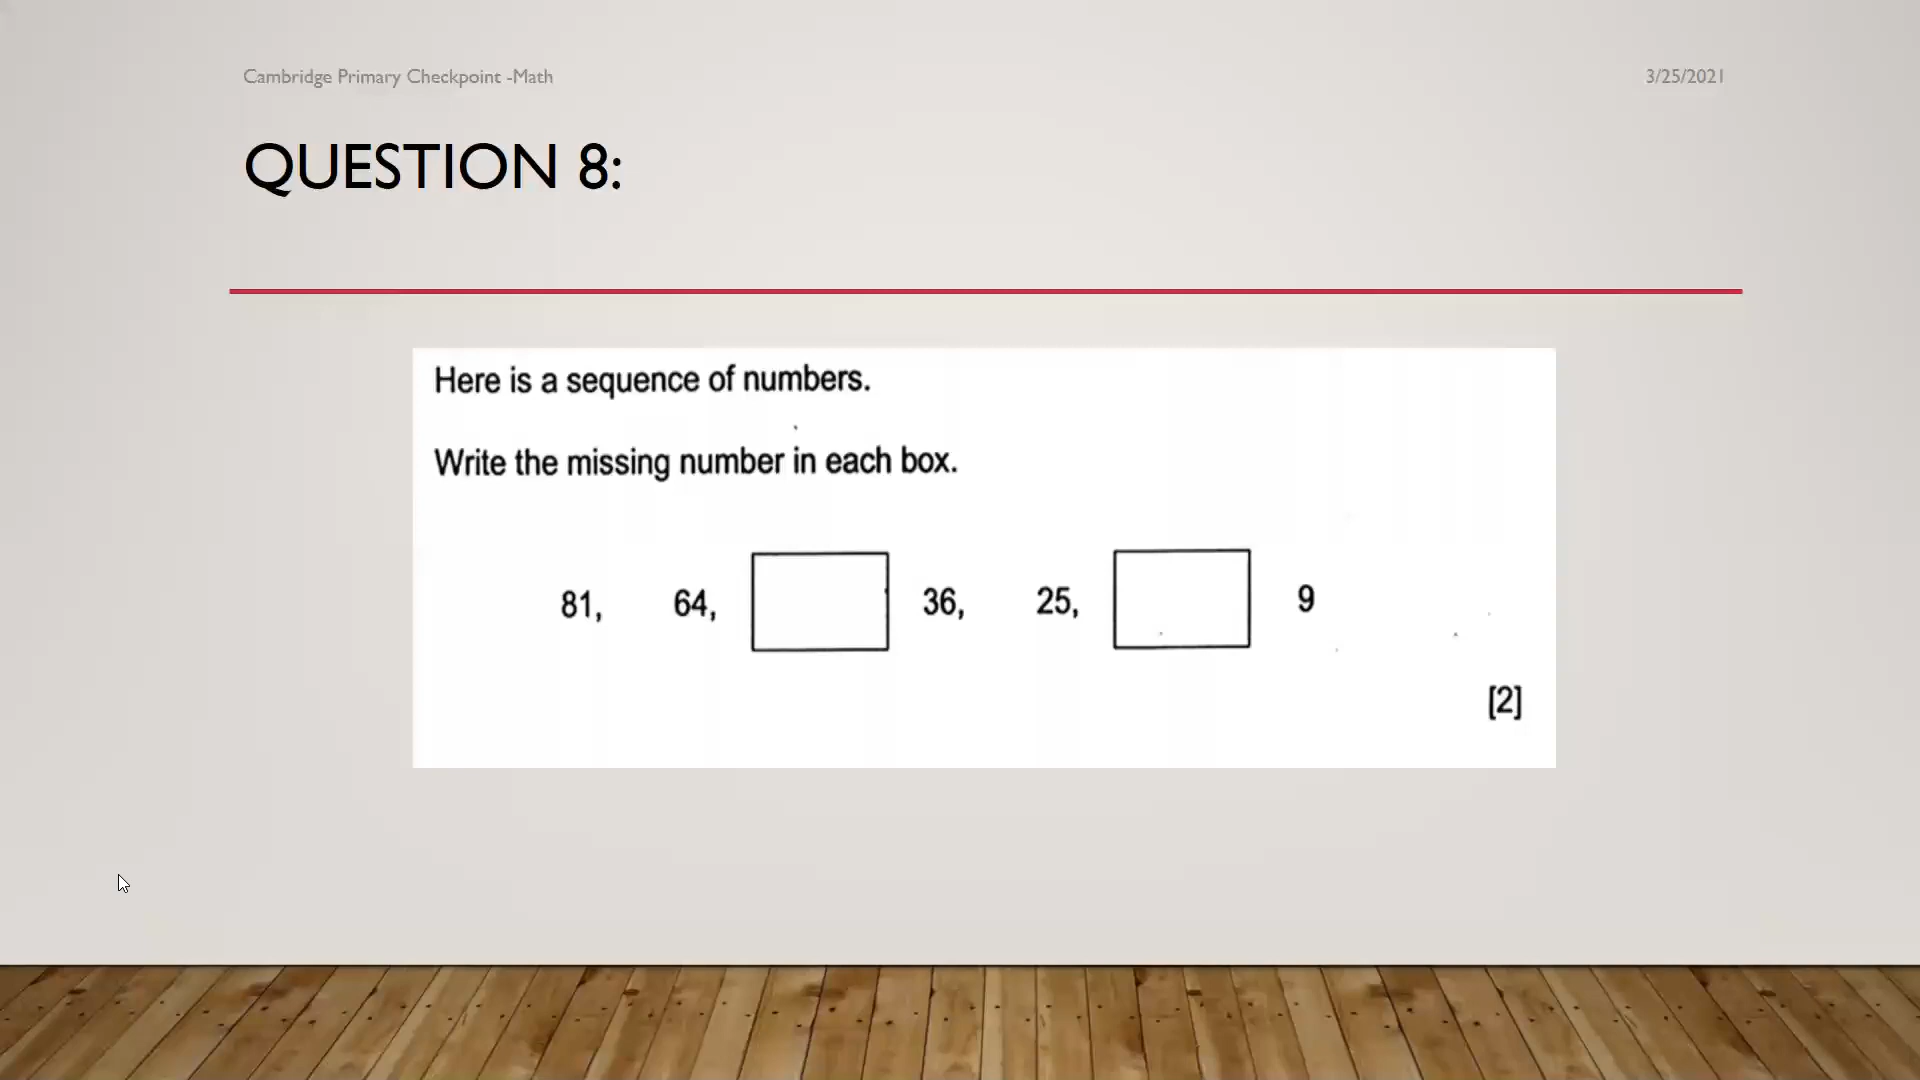 Cambridge Primary Checkpoint -Math
3/25/2021
QUESTION 8:
Here is a sequence of numbers.
Write the missing number in each box.
81, 64, 36, 25, 9
[2]